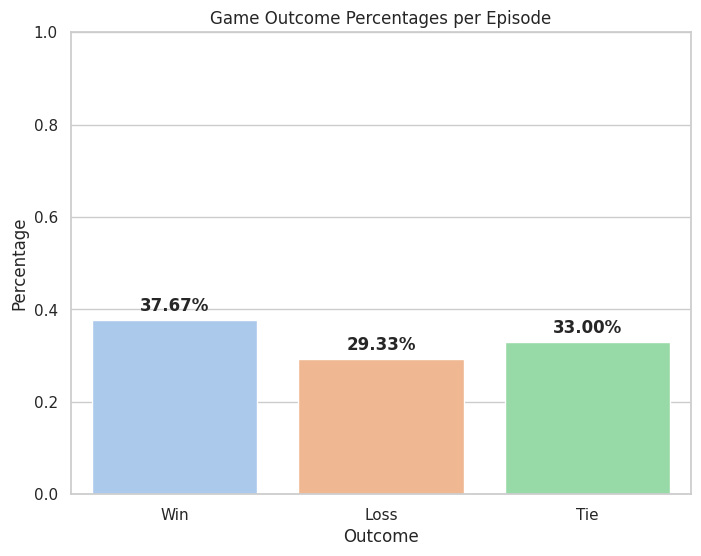 Game Outcome Percentages per Episode
1.0
0.8
0.6
0.4
0.2
0.0
Percentage
37.67%
29.33%
33.00%
Win
Loss
Tie
Outcome